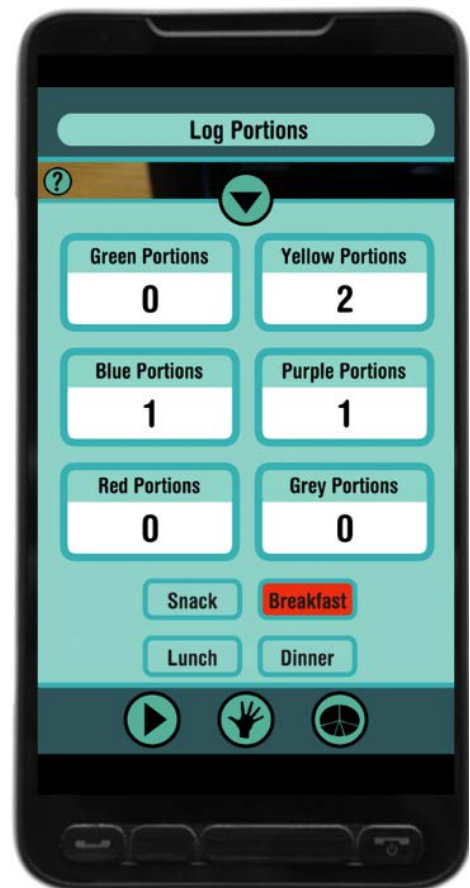 Log Portions
?
Green Portions
0
Yellow Portions
2
Blue Portions
1
Purple Portions
1
Red Portions
0
Grey Portions
0
Snack
Breakfast
Lunch
Dinner